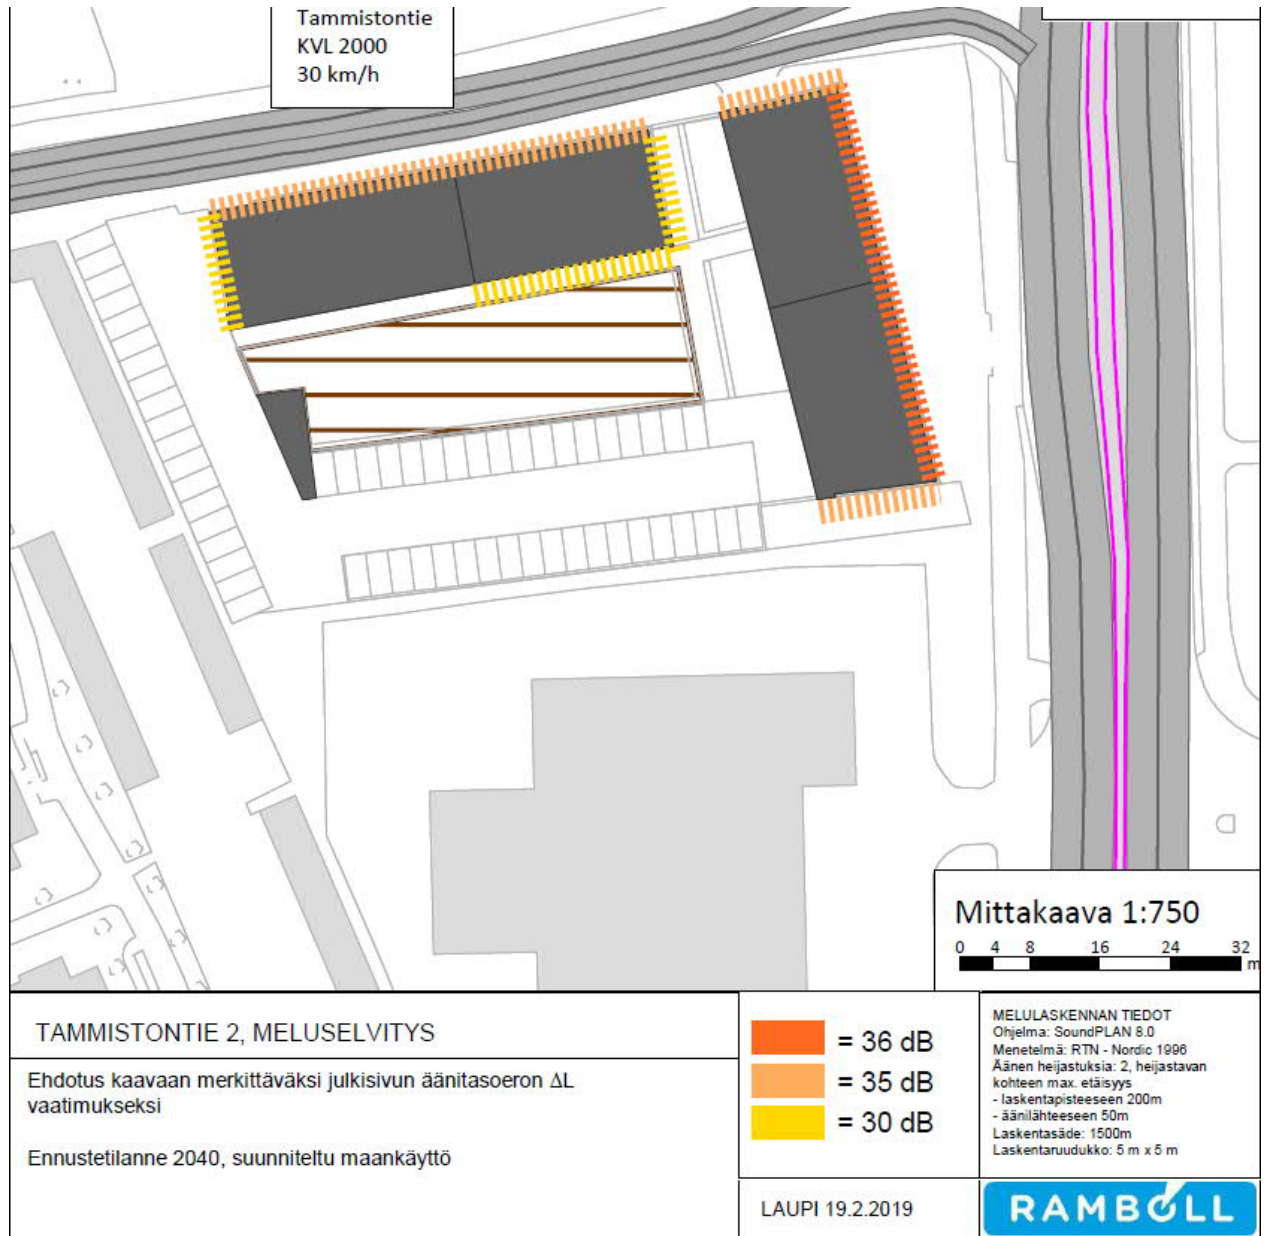 Tammistontie
KVL 2000
30 km/h
Mittakaava 1:750
0 4 8 16 24 32
m
TAMMISTONTIE 2, MELUSELVITYS
Ehdotus kaavaan merkittäväksi julkisivun äänitasoeron ΔL
vaatimukseksi
Ennustetilanne 2040, suunniteltu maankäyttö
= 36 dB
= 35 dB
= 30 dB
LAUPI 19.2.2019
MELULASKENNAN TIEDOT
Ohjelma: SoundPLAN 8.0
Menetelmä: RTN - Nordic 1996
Äänen heijastuksia: 2, heijastavan
kohteen max. etäisyys
- laskentapisteeseen 200m
- äänilähteeseen 50m
Laskentasäde: 1500m
Laskentaruudukko: 5 m x 5 m
RAMBOLL